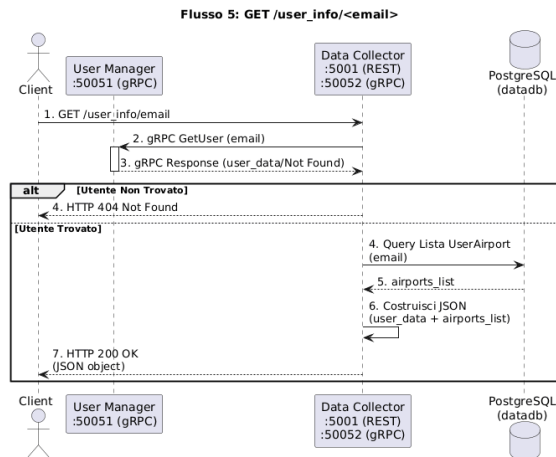 Flusso 5: GET /user_info/<email>
Client
User Manager
:50051 (gRPC)
Data Collector
:5001 (REST)
:50052 (gRPC)
PostgreSQL
(datadb)
1. GET /user_info/email
2. gRPC GetUser (email)
3. gRPC Response (user_data/Not Found)
alt [Utente Non Trovato]
4. HTTP 404 Not Found
[Utente Trovato]
4. Query Lista UserAirport
(email)
5. airports_list
6. Costruisci JSON
(user_data + airports_list)
7. HTTP 200 OK
(JSON object)
Client
User Manager
:50051 (gRPC)
Data Collector
:5001 (REST)
:50052 (gRPC)
PostgreSQL
(datadb)